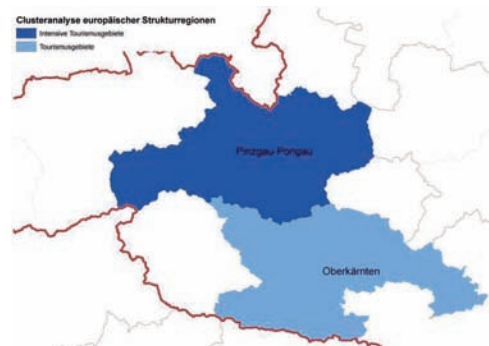 Clusteranalyse europäischer Strukturregionen
Intensive Tourismusgebiete
Tourismusgebiete
Pinzgau-Pongau
Oberkärnten